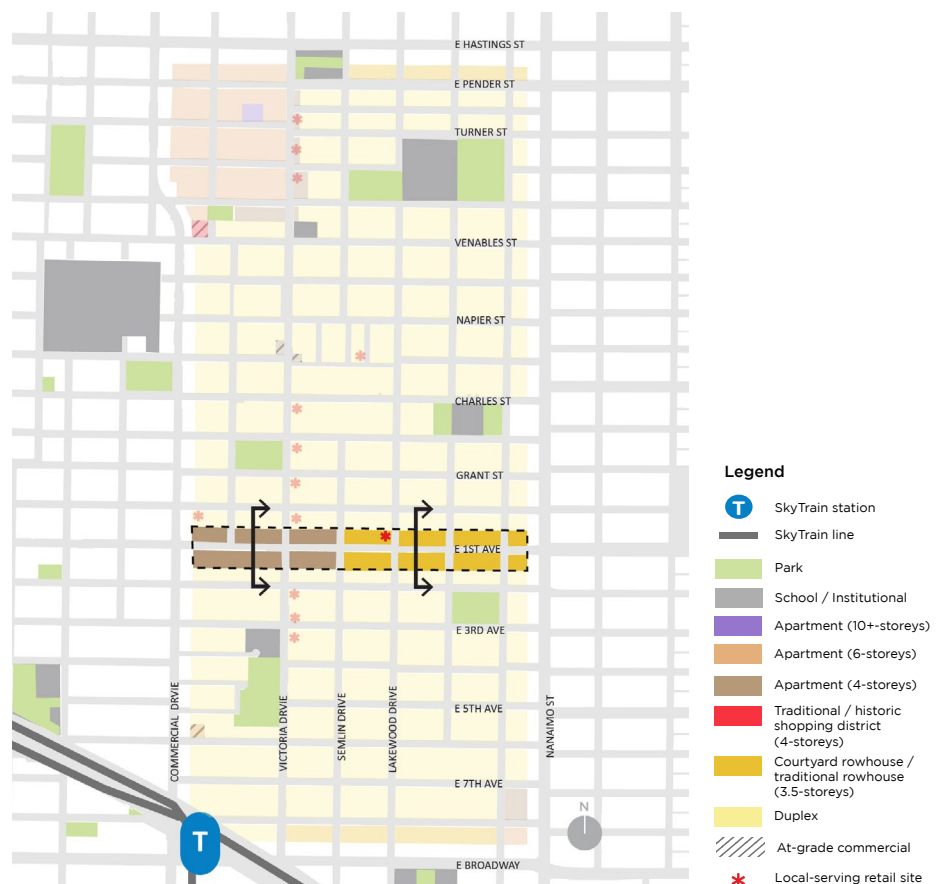 E HASTINGS ST
E PENDER ST
TURNER ST
VENABLES ST
NAPIER ST
CHARLES ST
GRANT ST
E 1ST AVE
E 3RD AVE
E 5TH AVE
E 7TH AVE
E BROADWAY
COMMERCIAL DRVIE
VICTORIA DRVIE
SEMLIN DRIVE
LAKEWOOD DRIVE
NANAIMO ST
N
T
Legend
T SkyTrain station
SkyTrain line
Park
School / Institutional
Apartment (10+-storeys)
Apartment (6-storeys)
Apartment (4-storeys)
Traditional / historic
shopping district
(4-storeys)
Courtyard rowhouse /
traditional rowhouse
(3.5-storeys)
Duplex
At-grade commercial
Local-serving retail site